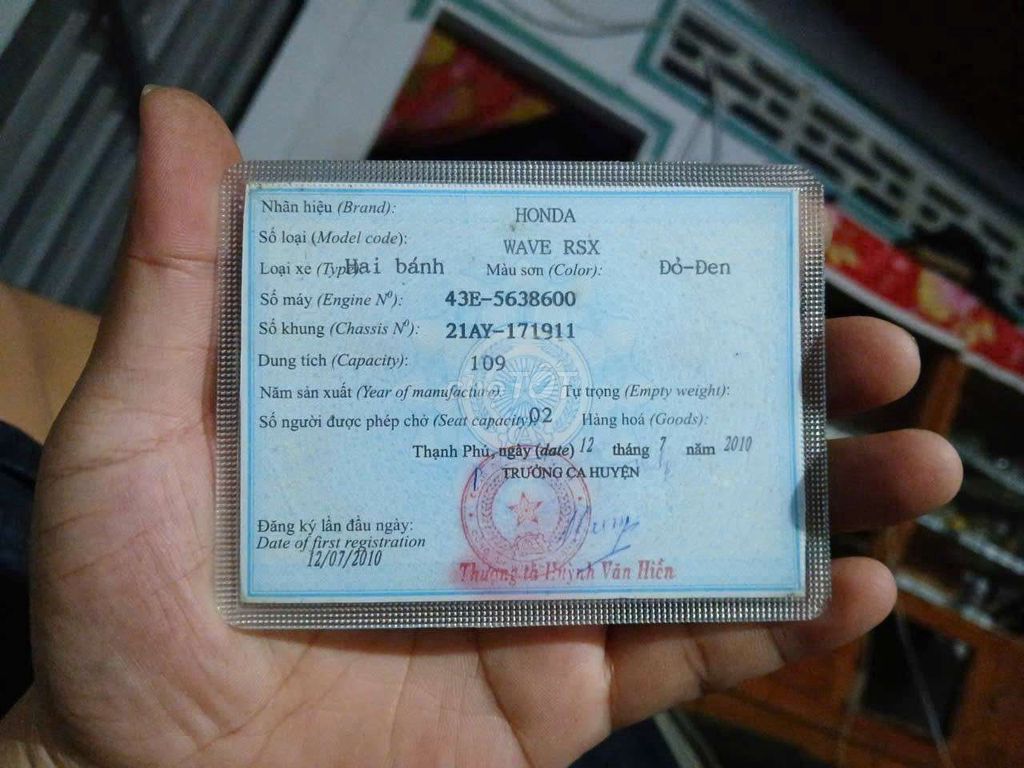 Nhãn hiệu (Brand): HONDA
Số loại (Model code): WAVE RSX
Loại xe (Type Hai bánh Màu sơn (Color): Đỏ-Đen
Số máy (Engine Nº): 43E-5638600
Số khung (Chassis Nº): 21AY-171911
Dung tích (Capacity): 109
Năm sản xuất (Year of manufacture): Tự trọng (Empty weight):
Số người được phép chở (Seat capacity): 02 Hàng hoá (Goods):
Thạnh Phú, ngày (date) 12 tháng 7 năm 2010
TRƯỞNG CA HUYỆN
Đăng ký lần đầu ngày:
Date of first registration
12/07/2010
Thượng tá Huỳnh Văn Hiền